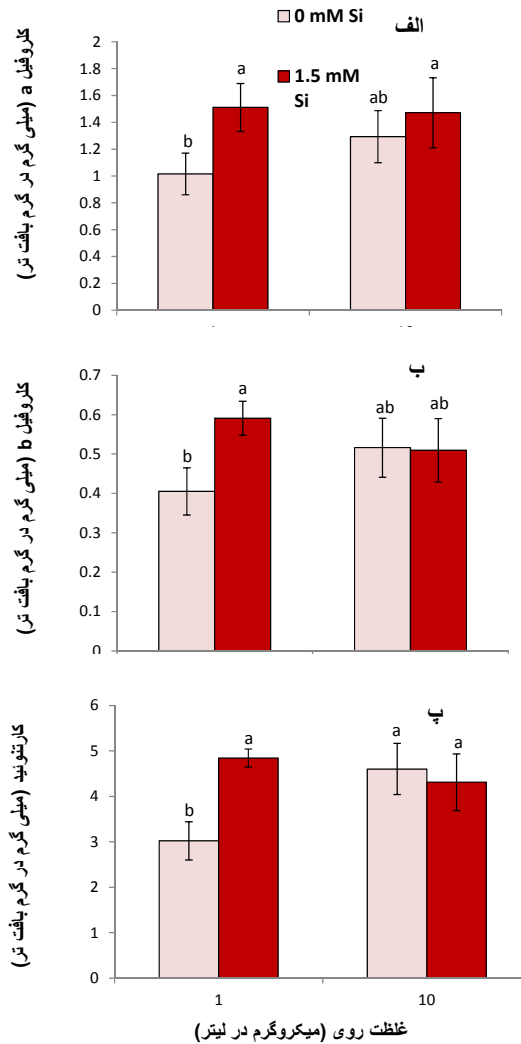 0 mM Si
1.5 mM
Si
الف
کلروفیل a (میلی گرم در گرم بافت تر)
2
1.8
1.6
1.4
1.2
1
0.8
0.6
0.4
0.2
0
b
a
ab
a
ب
کلروفیل b (میلی گرم در گرم بافت تر)
0.7
0.6
0.5
0.4
0.3
0.2
0.1
0
b
a
ab
ab
پ
کارتنوئید (میلی گرم در گرم بافت تر)
6
5
4
3
2
1
0
b
a
a
a
1
10
غلظت روی (میکروگرم در لیتر)